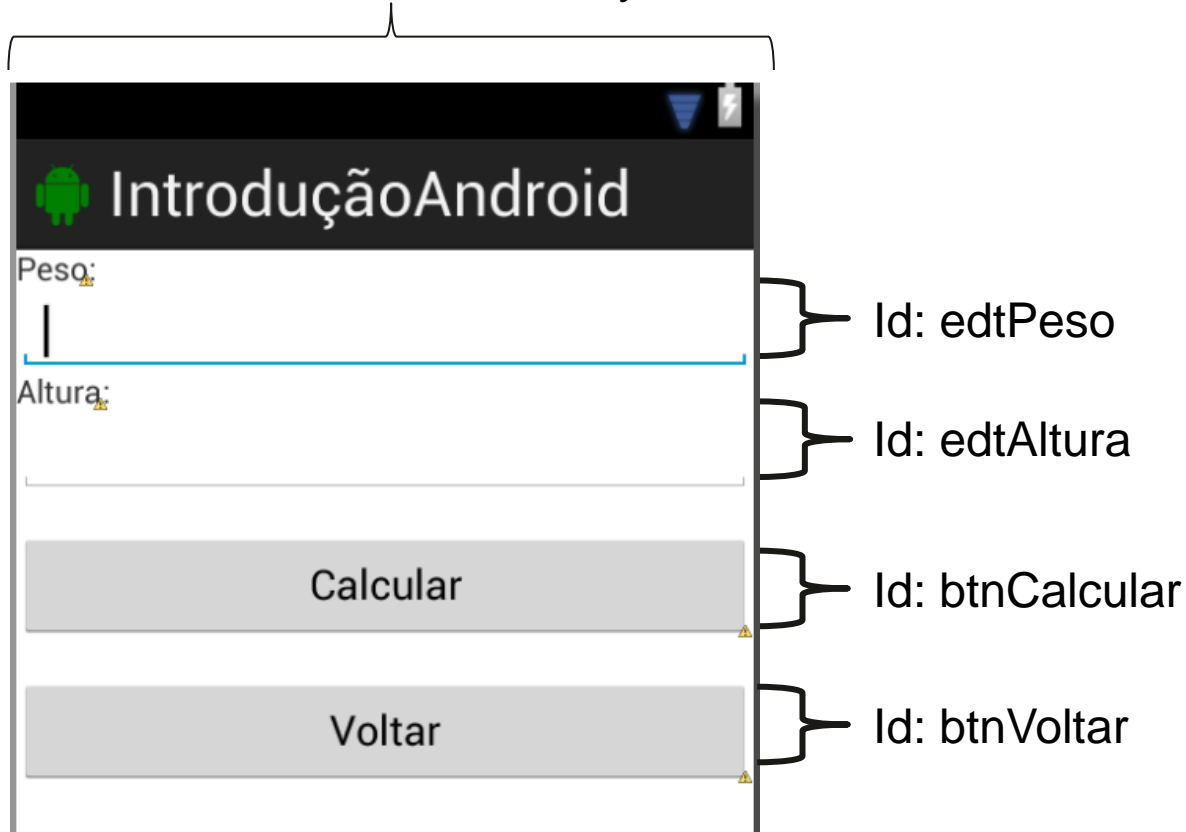 IntroduçãoAndroid
Peso:
Id: edtPeso
Altura:
Id: edtAltura
Calcular
Id: btnCalcular
Voltar
Id: btnVoltar